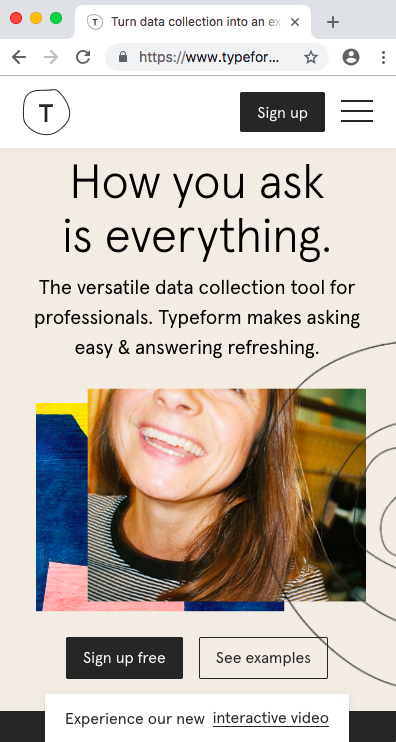 Turn data collection into an ex
https://www.typefor...
T
Sign up
How you ask
is everything.
The versatile data collection tool for
professionals. Typeform makes asking
easy & answering refreshing.
Sign up free
See examples
Experience our new interactive video